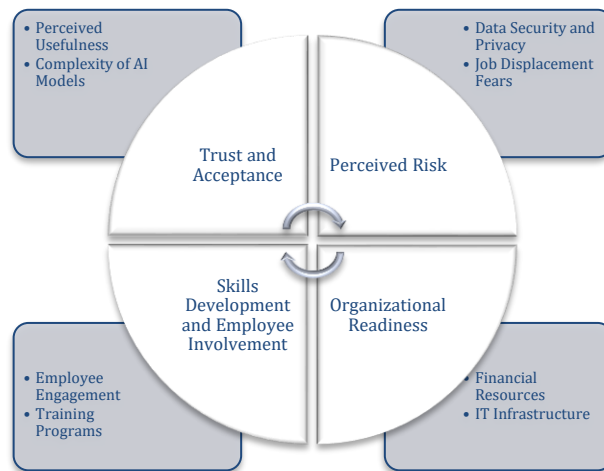 • Perceived
Usefulness
• Complexity of AI
Models
• Data Security and
Privacy
• Job Displacement
Fears
Trust and
Acceptance
Perceived Risk
Skills
Development
and Employee
Involvement
Organizational
Readiness
• Employee
Engagement
• Training
Programs
• Financial
Resources
• IT Infrastructure